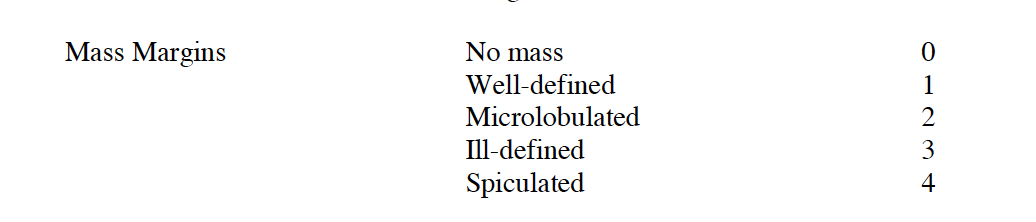 Mass Margins No mass 0
Well-defined 1
Microlobulated 2
Ill-defined 3
Spiculated 4